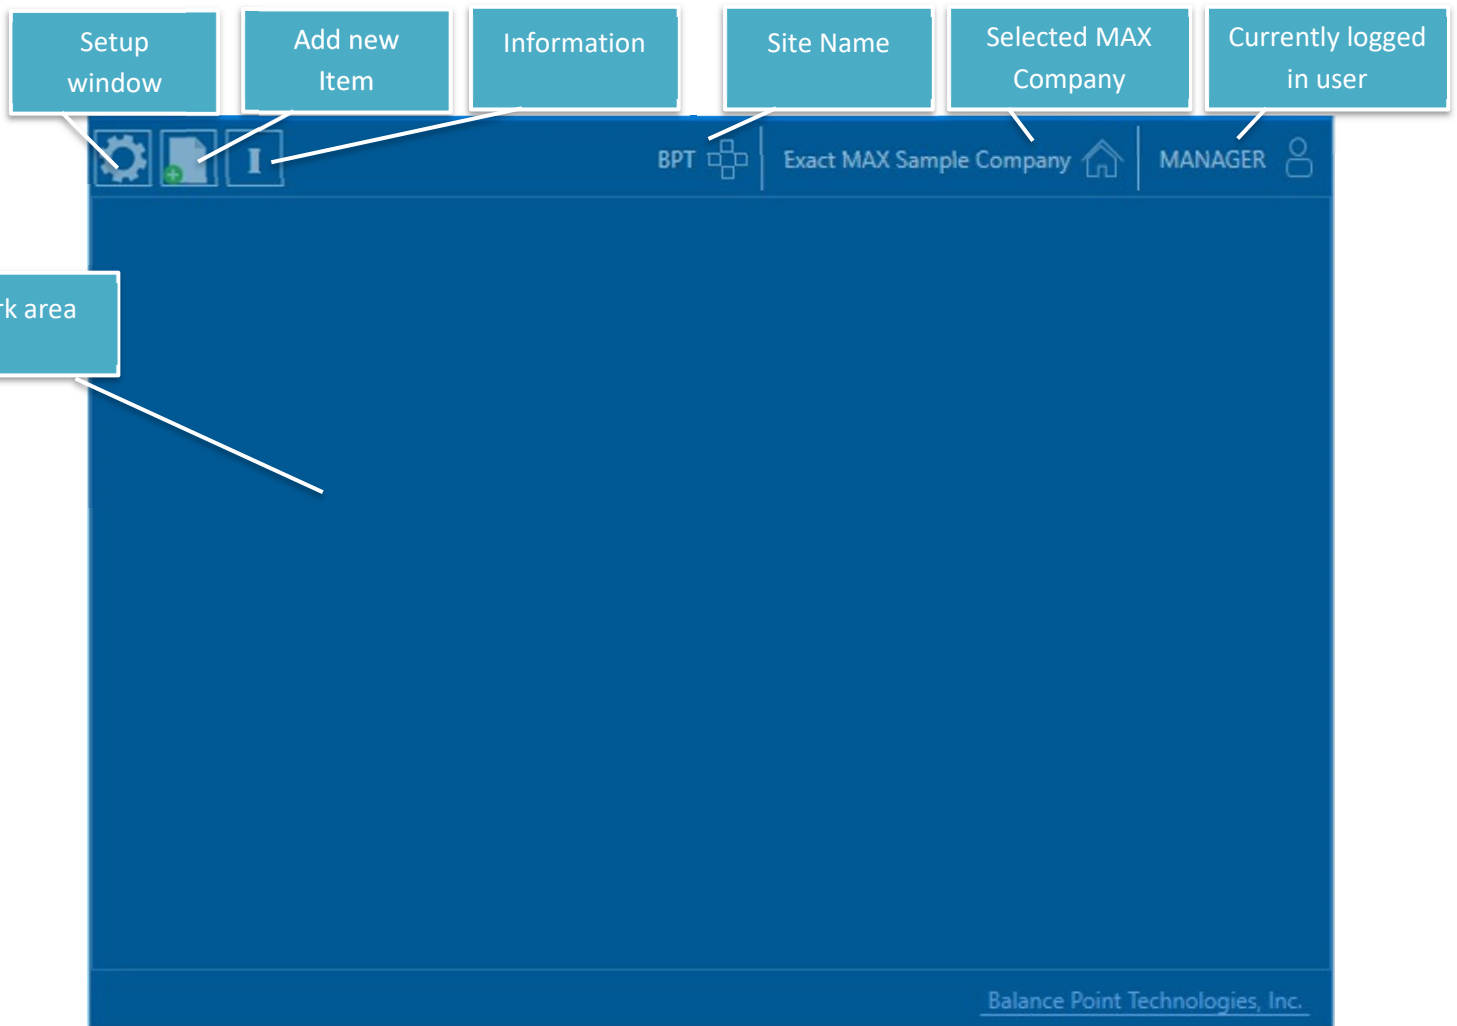 Setup
window
Add new
Item
Information
Site Name
Selected MAX
Company
Currently logged
in user
I
BPT
Exact MAX Sample Company
MANAGER
rk area
Balance Point Technologies, Inc.